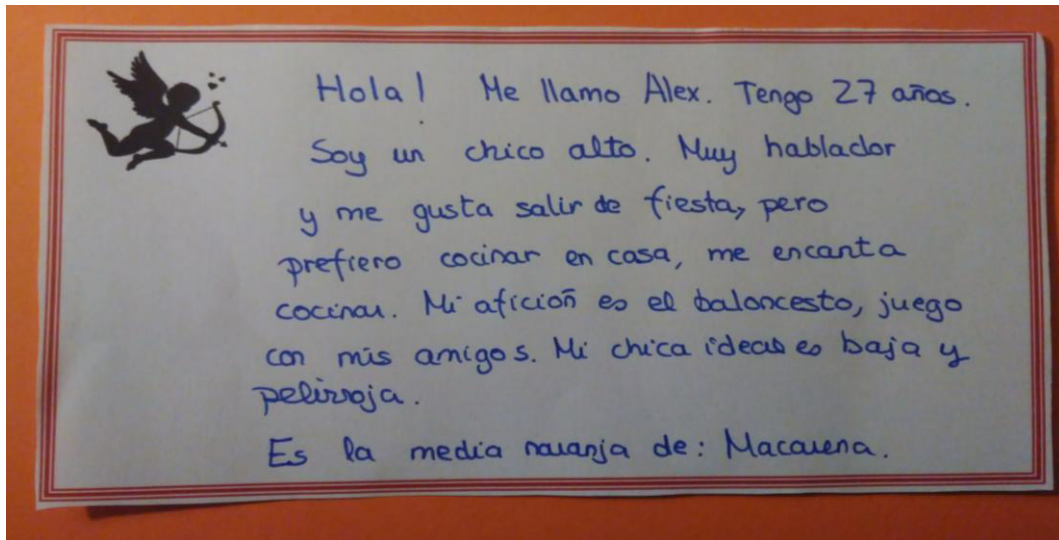 Hola! Me llamo Alex. Tengo 27 años.
Soy un chico alto. Muy hablador
y me gusta salir de fiesta, pero
prefiero cocinar en casa, me encanta
cocinar. Mi afición es el baloncesto, juego
con mis amigos. Mi chica ideal es baja y
pelirroja.
Es la media naranja de: Macarena.